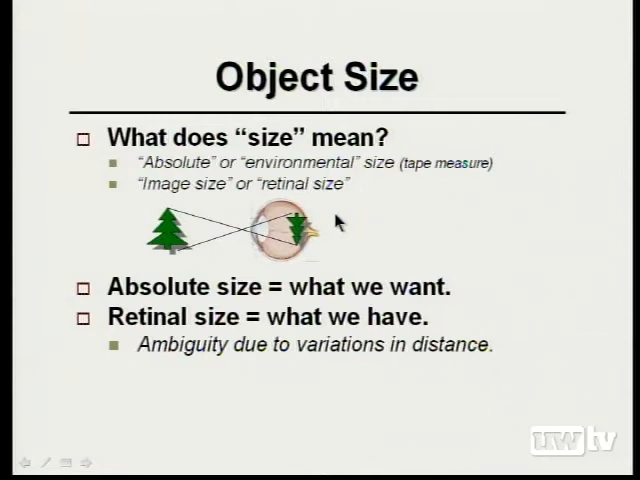 Object Size
What does “size” mean?
“Absolute” or “environmental” size (tape measure)
“Image size” or “retinal size”
Absolute size = what we want.
Retinal size = what we have.
Ambiguity due to variations in distance.
uwtv